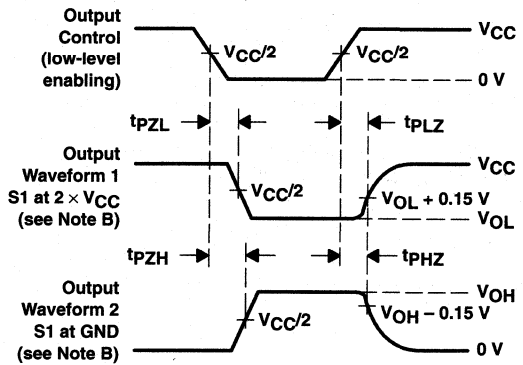 Output
Control
(low-level
enabling)
VCC
VCC/2
VCC/2
0 V
tPZL
tPLZ
Output
Waveform 1
S1 at 2 × VCC
(see Note B)
VCC
VCC/2
VOL + 0.15 V
VOL
tPZH
tPHZ
Output
Waveform 2
S1 at GND
(see Note B)
VOH
VCC/2
VOH – 0.15 V
0 V